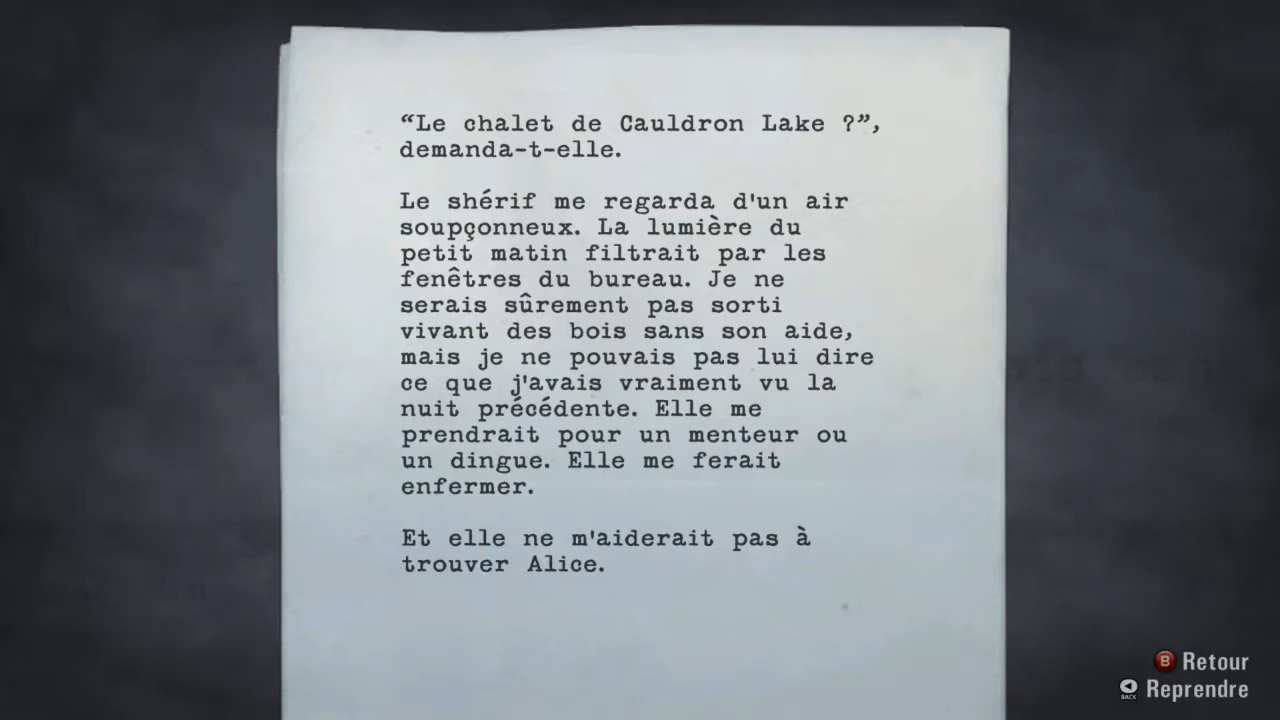 “Le chalet de Cauldron Lake ?”,
demanda-t-elle.
Le shérif me regarda d'un air
soupçonneux. La lumière du
petit matin filtrait par les
fenêtres du bureau. Je ne
serais sûrement pas sorti
vivant des bois sans son aide,
mais je ne pouvais pas lui dire
ce que j'avais vraiment vu la
nuit précédente. Elle me
prendrait pour un menteur ou
un dingue. Elle me ferait
enfermer.
Et elle ne m'aiderait pas à
trouver Alice.
B Retour
BACK Reprendre